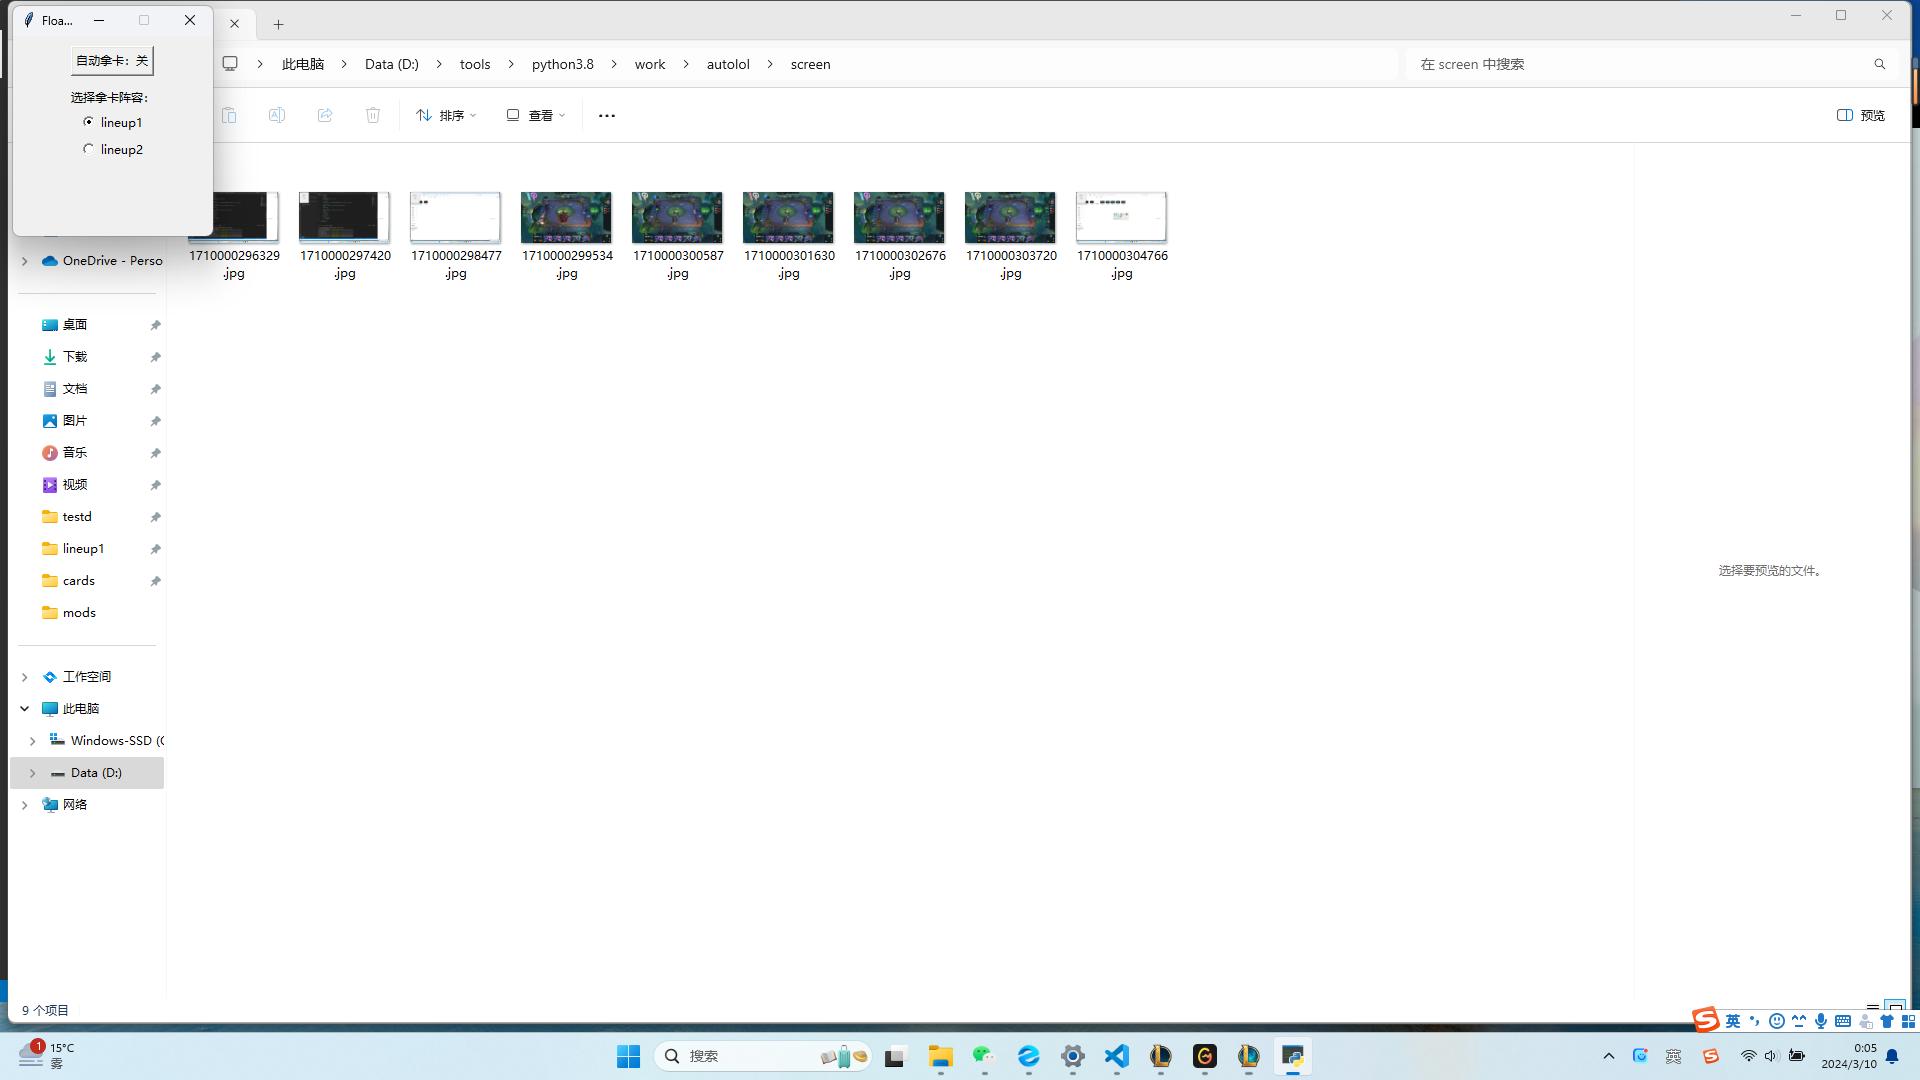 Floa...
自动拿卡：关
选择拿卡阵容：
lineup1
lineup2
此电脑
Data (D:)
tools
python3.8
work
autolol
screen
在 screen 中搜索
排序
查看
预览
1710000296329.jpg
1710000297420.jpg
1710000298477.jpg
1710000299534.jpg
1710000300587.jpg
1710000301630.jpg
1710000302676.jpg
1710000303720.jpg
1710000304766.jpg
OneDrive - Perso
桌面
下载
文档
图片
音乐
视频
testd
lineup1
cards
mods
工作空间
此电脑
Windows-SSD (C
Data (D:)
网络
选择要预览的文件。
9 个项目
英
1
15°C
雾
搜索
英
0:05
2024/3/10